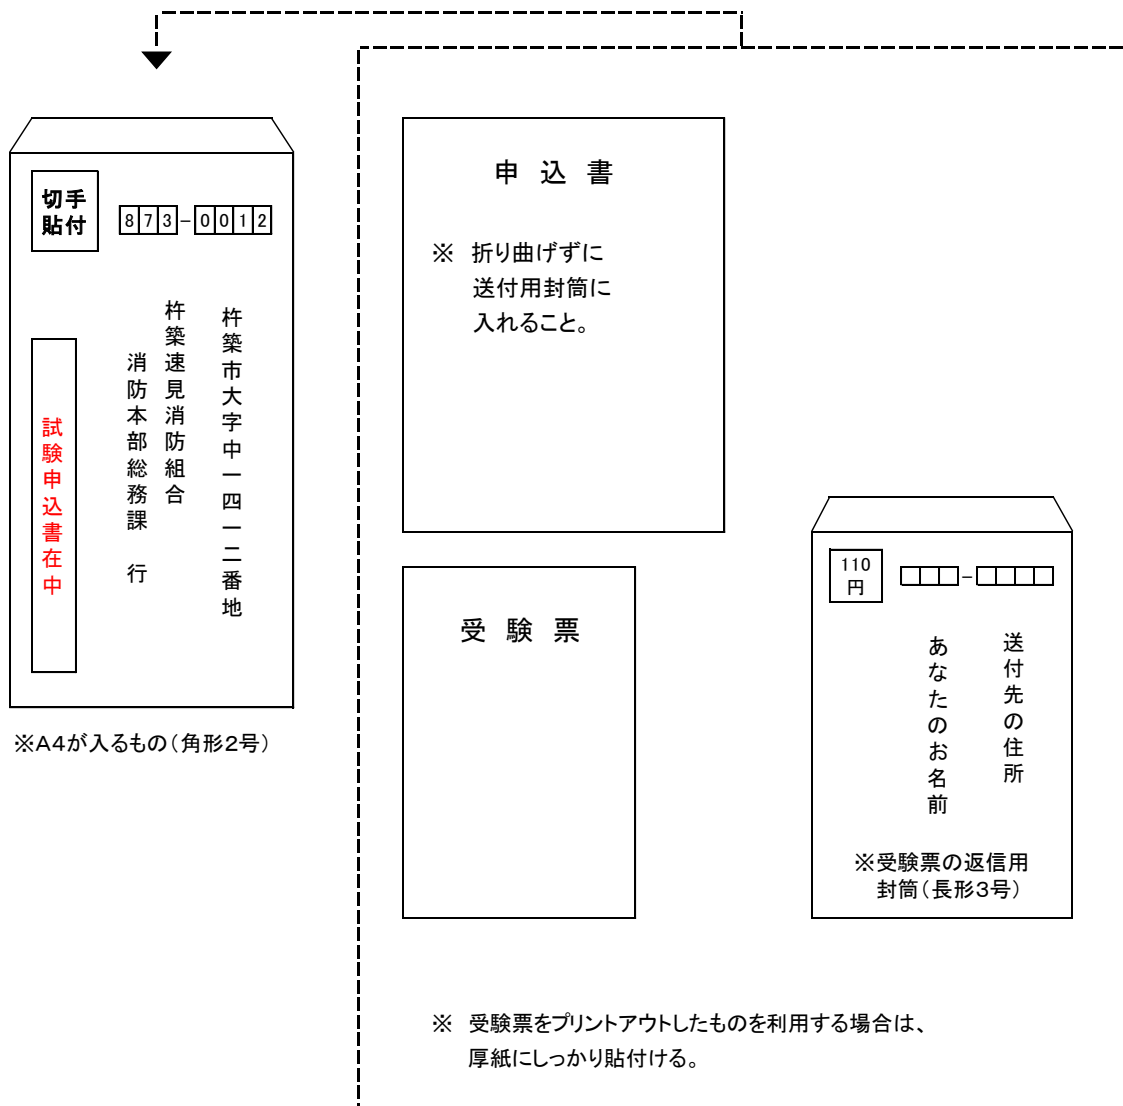 切手
貼付
873-0012
杵築市大字中一四一二番地
杵築速見消防組合
消防本部総務課　行
試験申込書在中
※A4が入るもの(角形2号)
申　込　書
※　折り曲げずに
送付用封筒に
入れること。
受　験　票
110
円
送付先の住所
あなたのお名前
※受験票の返信用
封筒(長形3号)
※　受験票をプリントアウトしたものを利用する場合は、
厚紙にしっかり貼付ける。